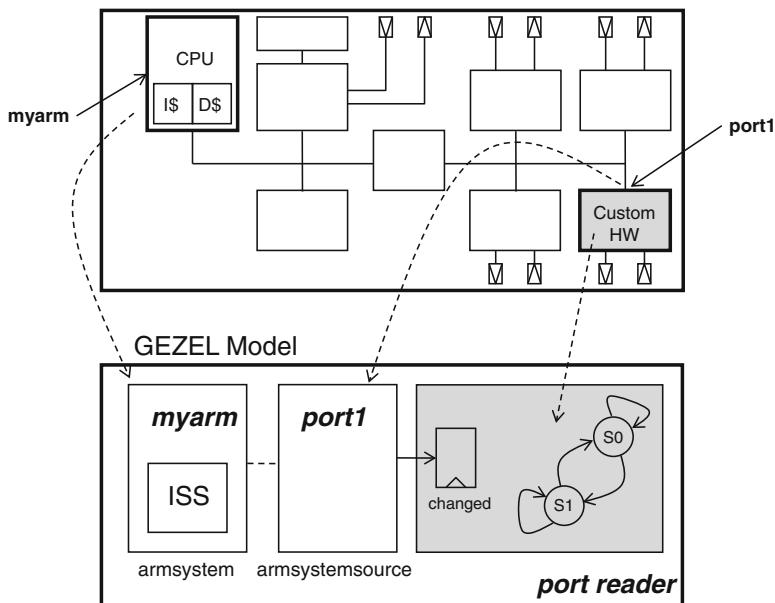 CPU
I$ D$
myarm
port1
Custom
HW
GEZEL Model
myarm
port1
ISS
S0
S1
changed
armsystem
armsystemsource
port reader